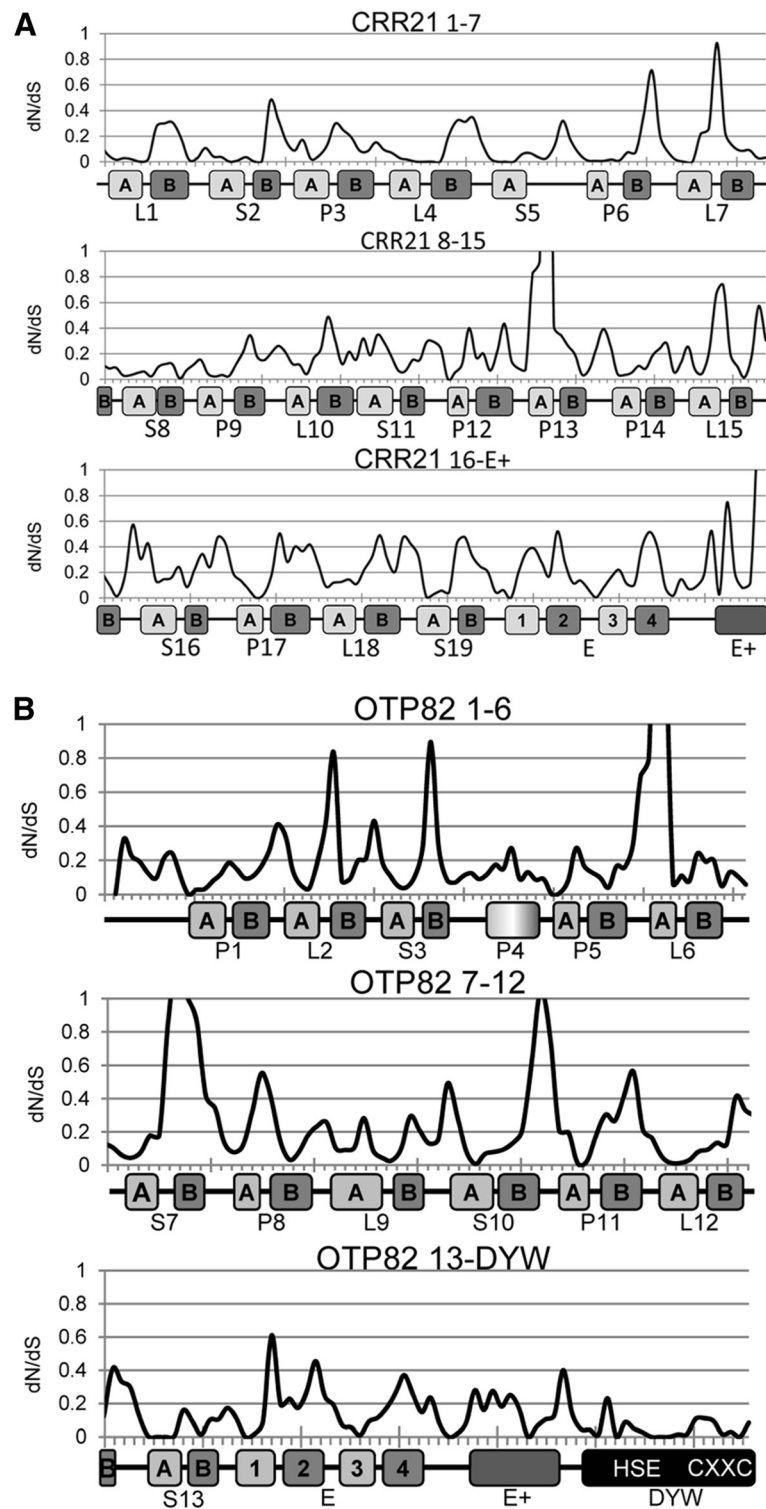 A
CRR21 1-7
dN/dS
1
0.8
0.6
0.4
0.2
0
A B A B A B A B A A B A B
L1 S2 P3 L4 S5 P6 L7
CRR21 8-15
dN/dS
1
0.8
0.6
0.4
0.2
0
B A B A B A B A B A B A B A B A B
S8 P9 L10 S11 P12 P13 P14 L15
CRR21 16-E+
dN/dS
1
0.8
0.6
0.4
0.2
0
B A B A B A B A B 1 2 3 4
S16 P17 L18 S19 E E+
B
OTP82 1-6
dN/dS
1
0.8
0.6
0.4
0.2
0
A B A B A B A B A B
P1 L2 S3 P4 P5 L6
OTP82 7-12
dN/dS
1
0.8
0.6
0.4
0.2
0
A B A B A B A B A B A B
S7 P8 L9 S10 P11 L12
OTP82 13-DYW
dN/dS
1
0.8
0.6
0.4
0.2
0
B A B 1 2 3 4 HSE CXXC
S13 E E+ DYW